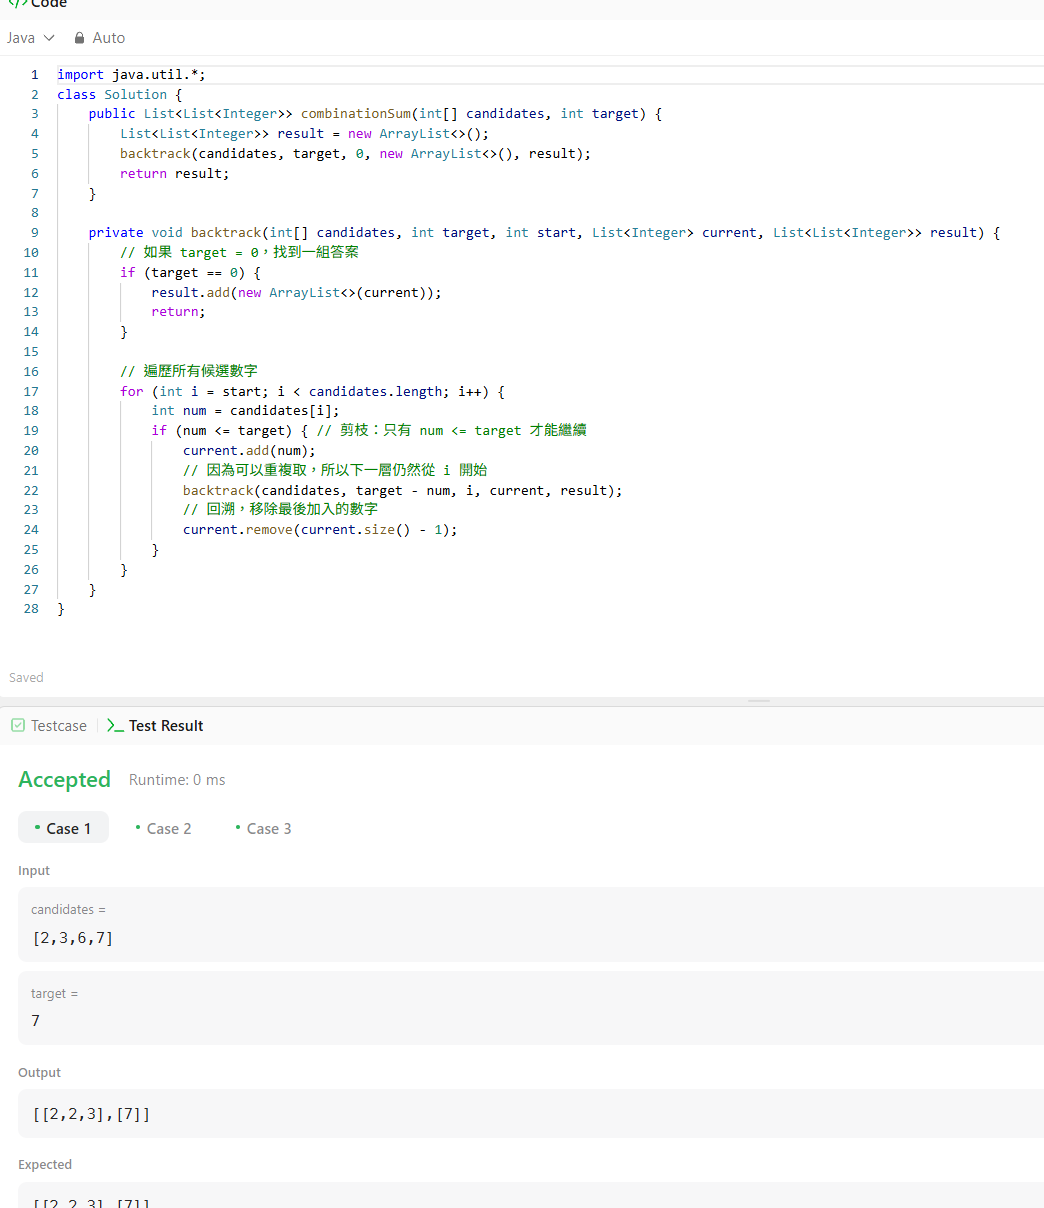 </> Code
Java Auto
1 import java.util.*;
2 class Solution {
3 public List<List<Integer>> combinationSum(int[] candidates, int target) {
4 List<List<Integer>> result = new ArrayList<>();
5 backtrack(candidates, target, 0, new ArrayList<>(), result);
6 return result;
7 }
8
9 private void backtrack(int[] candidates, int target, int start, List<Integer> current, List<List<Integer>> result) {
10 // 如果 target = 0，找到一組答案
11 if (target == 0) {
12 result.add(new ArrayList<>(current));
13 return;
14 }
15
16 // 遍歷所有候選數字
17 for (int i = start; i < candidates.length; i++) {
18 int num = candidates[i];
19 if (num <= target) { // 剪枝：只有 num <= target 才能繼續
20 current.add(num);
21 // 因為可以重複取，所以下一層仍然從 i 開始
22 backtrack(candidates, target - num, i, current, result);
23 // 回溯，移除最後加入的數字
24 current.remove(current.size() - 1);
25 }
26 }
27 }
28 }
Saved
Testcase >_ Test Result
Accepted Runtime: 0 ms
• Case 1 • Case 2 • Case 3
Input
candidates =
[2,3,6,7]
target =
7
Output
[[2,2,3],[7]]
Expected
[[2,2,3],[7]]